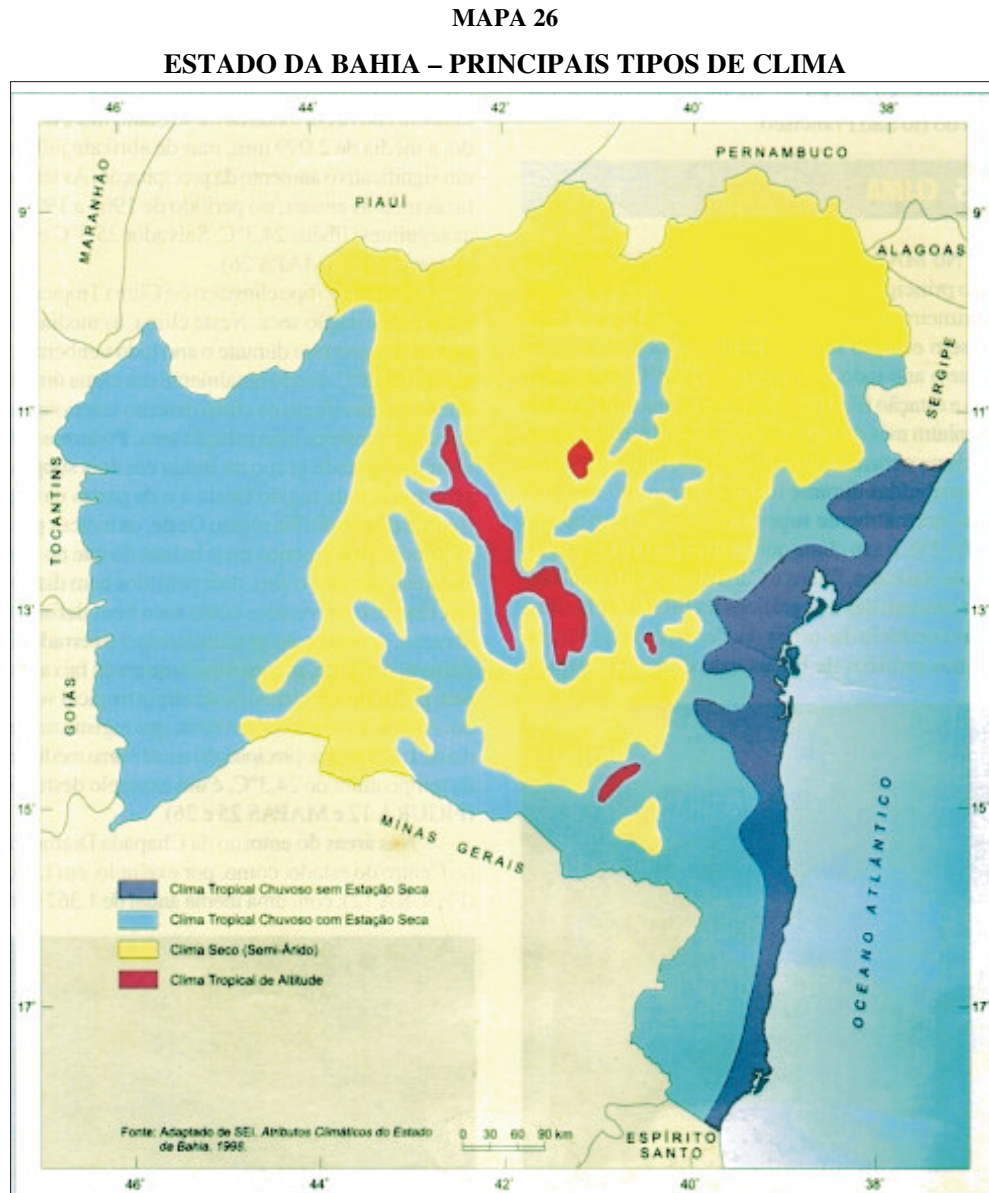 MAPA 26
ESTADO DA BAHIA – PRINCIPAIS TIPOS DE CLIMA
46°
44°
42°
40°
38°
PERNAMBUCO
MARANHÃO
PIAUÍ
9°
9°
ALAGOAS
SERGIPE
11°
11°
TOCANTINS
13°
13°
GOIÁS
15°
15°
MINAS GERAIS
OCEANO ATLÂNTICO
Clima Tropical Chuvoso sem Estação Seca
Clima Tropical Chuvoso com Estação Seca
Clima Seco (Semi-Árido)
Clima Tropical de Altitude
17°
17°
Fonte: Adaptado de SEI. Atributos Climáticos do Estado
da Bahia, 1998.
0 30 60 90 km
ESPÍRITO
SANTO
46°
44°
42°
40°
38°